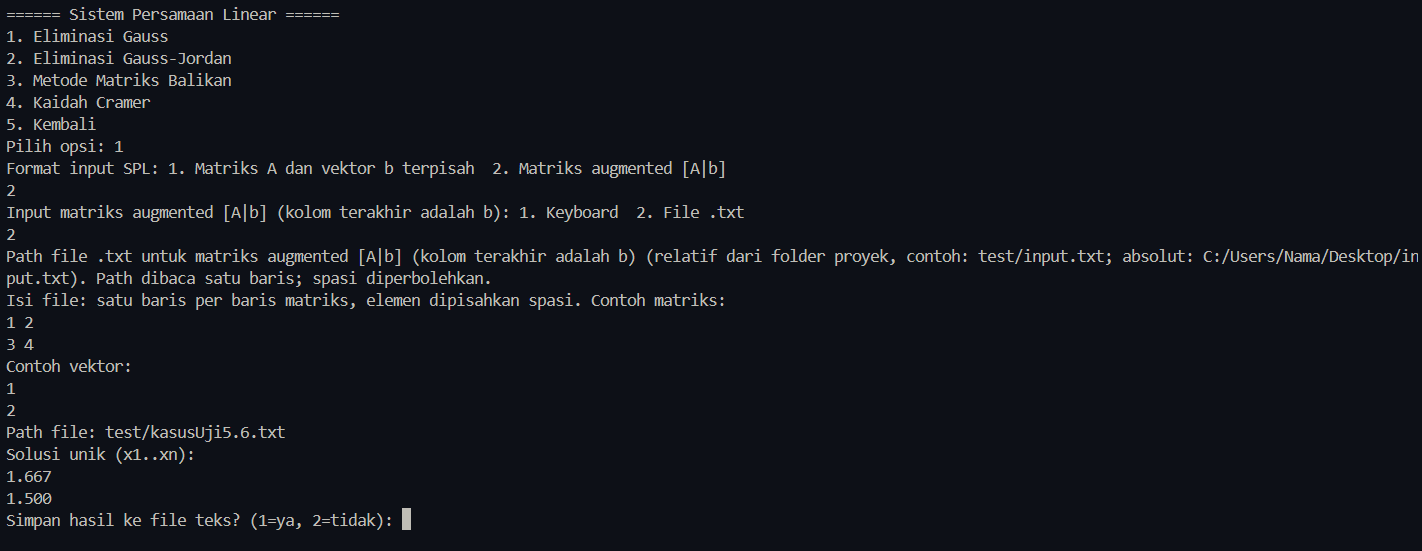 ====== Sistem Persamaan Linear ======
1. Eliminasi Gauss
2. Eliminasi Gauss-Jordan
3. Metode Matriks Balikan
4. Kaidah Cramer
5. Kembali
Pilih opsi: 1
Format input SPL: 1. Matriks A dan vektor b terpisah  2. Matriks augmented [A|b]
2
Input matriks augmented [A|b] (kolom terakhir adalah b): 1. Keyboard  2. File .txt
2
Path file .txt untuk matriks augmented [A|b] (kolom terakhir adalah b) (relatif dari folder proyek, contoh: test/input.txt; absolut: C:/Users/Nama/Desktop/in
put.txt). Path dibaca satu baris; spasi diperbolehkan.
Isi file: satu baris per baris matriks, elemen dipisahkan spasi. Contoh matriks:
1 2
3 4
Contoh vektor:
1
2
Path file: test/kasusUji5.6.txt
Solusi unik (x1..xn):
1.667
1.500
Simpan hasil ke file teks? (1=ya, 2=tidak):